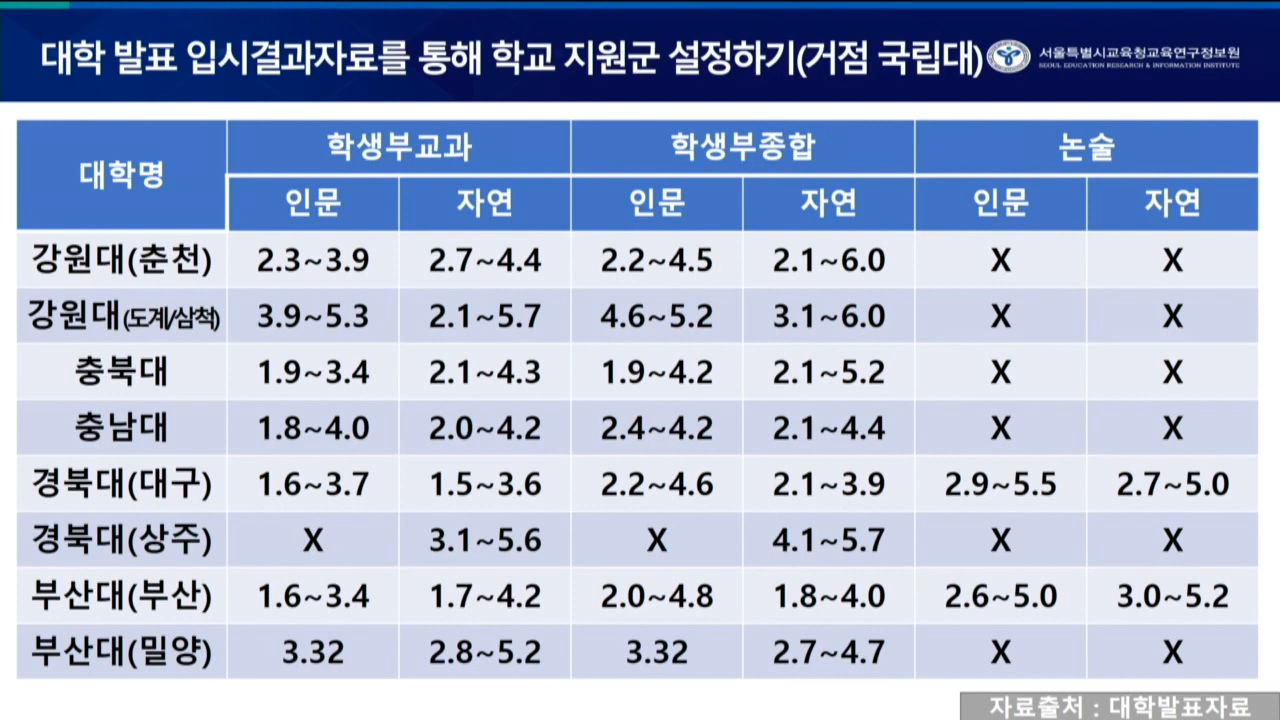 대학 발표 입시결과자료를 통해 학교 지원군 설정하기(거점 국립대)
서울특별시교육청교육연구정보원
SEOUL EDUCATION RESEARCH & INFORMATION INSTITUTE
대학명 학생부교과 학생부종합 논술
인문 자연 인문 자연 인문 자연
강원대(춘천) 2.3~3.9 2.7~4.4 2.2~4.5 2.1~6.0 X X
강원대(도계/삼척) 3.9~5.3 2.1~5.7 4.6~5.2 3.1~6.0 X X
충북대 1.9~3.4 2.1~4.3 1.9~4.2 2.1~5.2 X X
충남대 1.8~4.0 2.0~4.2 2.4~4.2 2.1~4.4 X X
경북대(대구) 1.6~3.7 1.5~3.6 2.2~4.6 2.1~3.9 2.9~5.5 2.7~5.0
경북대(상주) X 3.1~5.6 X 4.1~5.7 X X
부산대(부산) 1.6~3.4 1.7~4.2 2.0~4.8 1.8~4.0 2.6~5.0 3.0~5.2
부산대(밀양) 3.32 2.8~5.2 3.32 2.7~4.7 X X
자료출처 : 대학발표자료